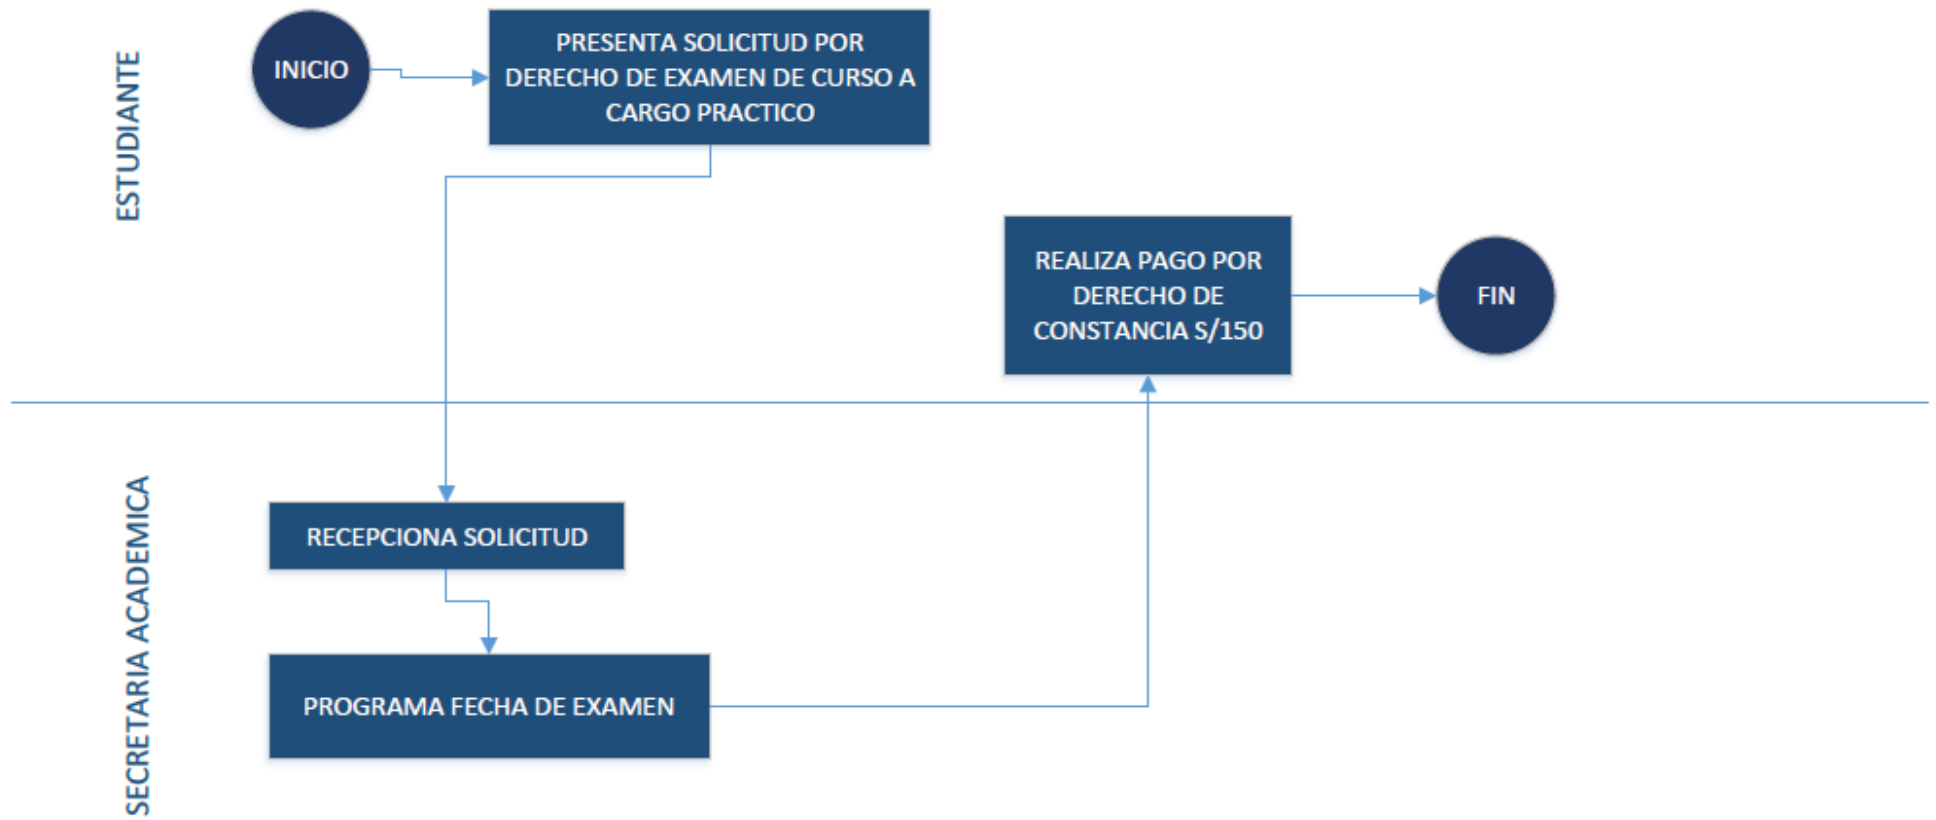 ESTUDIANTE
INICIO
PRESENTA SOLICITUD POR
DERECHO DE EXAMEN DE CURSO A
CARGO PRACTICO
REALIZA PAGO POR
DERECHO DE
CONSTANCIA S/150
FIN
SECRETARIA ACADEMICA
RECEPCIONA SOLICITUD
PROGRAMA FECHA DE EXAMEN